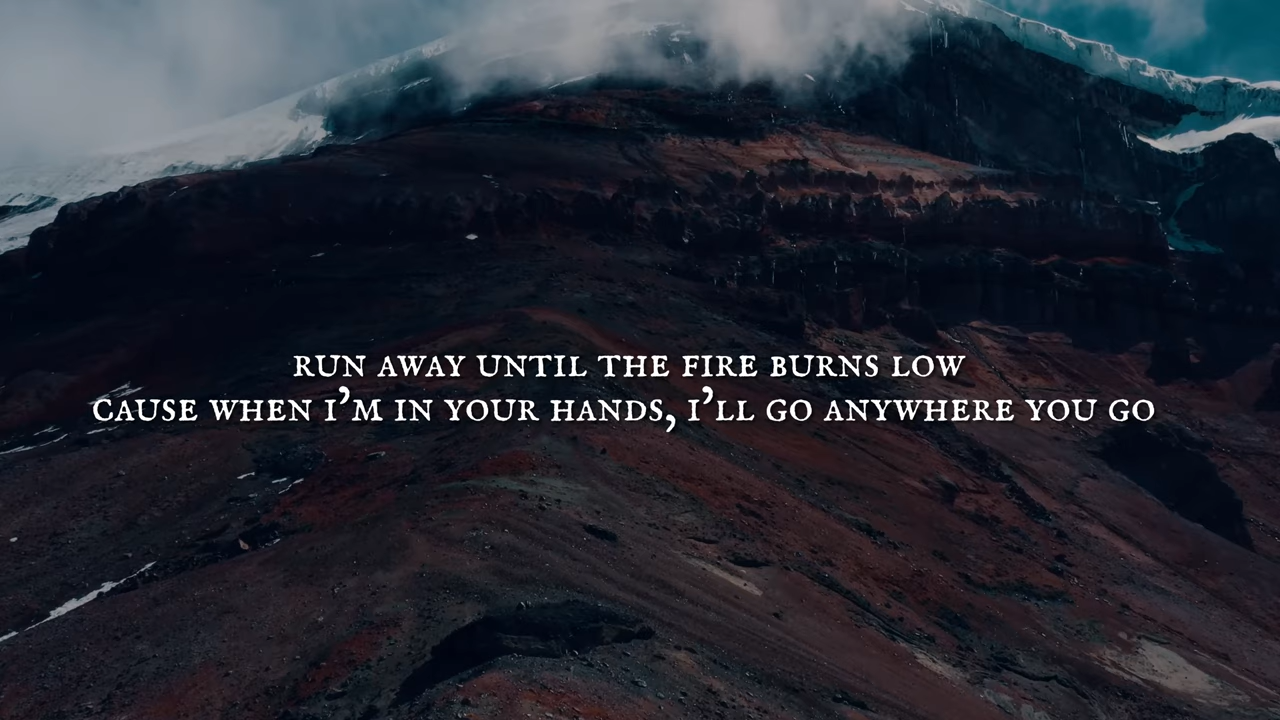 RUN AWAY UNTIL THE FIRE BURNS LOW
CAUSE WHEN I'M IN YOUR HANDS, I'LL GO ANYWHERE YOU GO